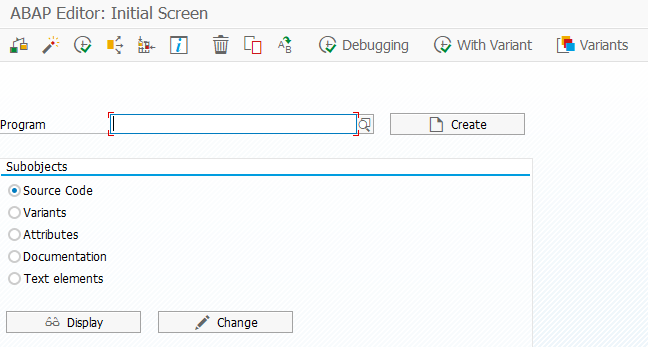 ABAP Editor: Initial Screen
Debugging With Variant Variants
Program Create
Subobjects
Source Code
Variants
Attributes
Documentation
Text elements
Display Change